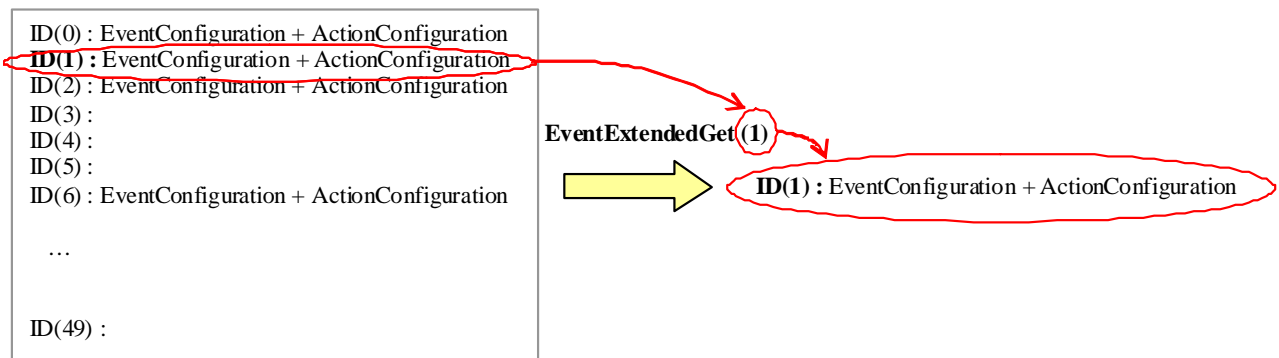 ID(0) : EventConfiguration + ActionConfiguration
ID(1) : EventConfiguration + ActionConfiguration
ID(2) : EventConfiguration + ActionConfiguration
ID(3) :
ID(4) :
ID(5) :
ID(6) : EventConfiguration + ActionConfiguration
…
ID(49) :
EventExtendedGet (1)
ID(1) : EventConfiguration + ActionConfiguration